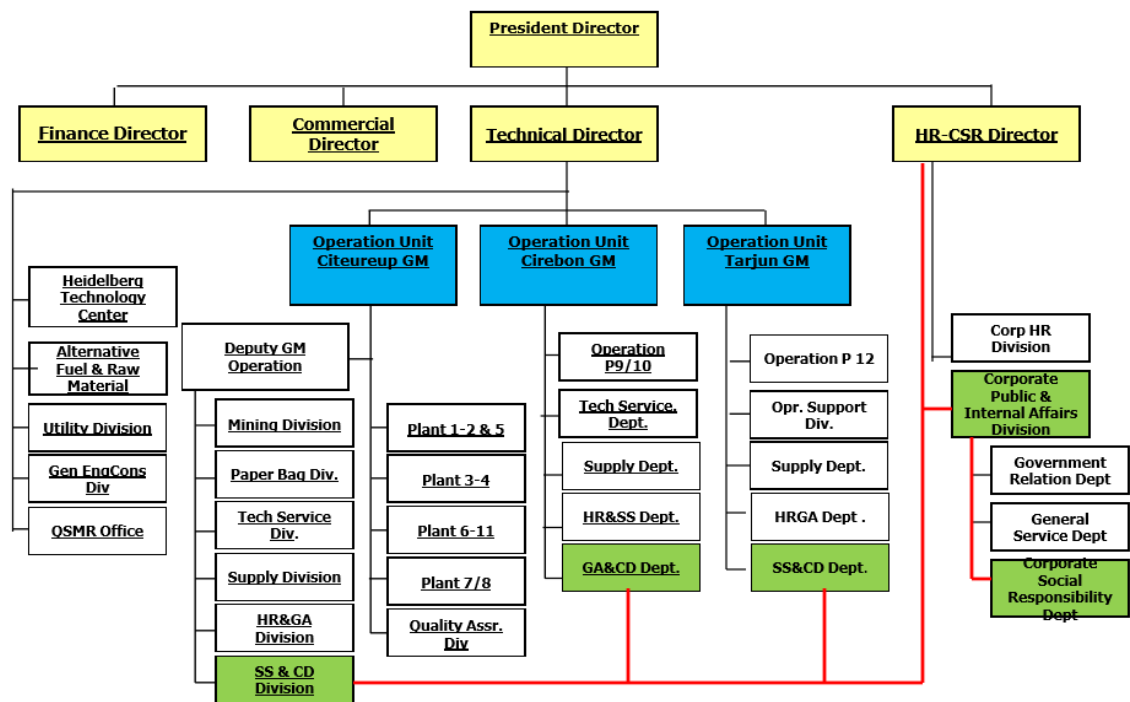 President Director
Finance Director
Commercial
Director
Technical Director
HR-CSR Director
Operation Unit
Citeureup GM
Operation Unit
Cirebon GM
Operation Unit
Tarjun GM
Heidelberg
Technology
Center
Alternative
Fuel & Raw
Material
Utility Division
Gen EngCons
Div
QSMR Office
Deputy GM
Operation
Mining Division
Paper Bag Div.
Tech Service
Div.
Supply Division
HR&GA
Division
SS & CD
Division
Plant 1-2 & 5
Plant 3-4
Plant 6-11
Plant 7/8
Quality Assr.
Div
Operation
P9/10
Tech Service.
Dept.
Supply Dept.
HR&SS Dept.
GA&CD Dept.
Operation P 12
Opr. Support
Div.
Supply Dept.
HRGA Dept .
SS&CD Dept.
Corp HR
Division
Corporate
Public &
Internal Affairs
Division
Government
Relation Dept
General
Service Dept
Corporate
Social
Responsibility
Dept